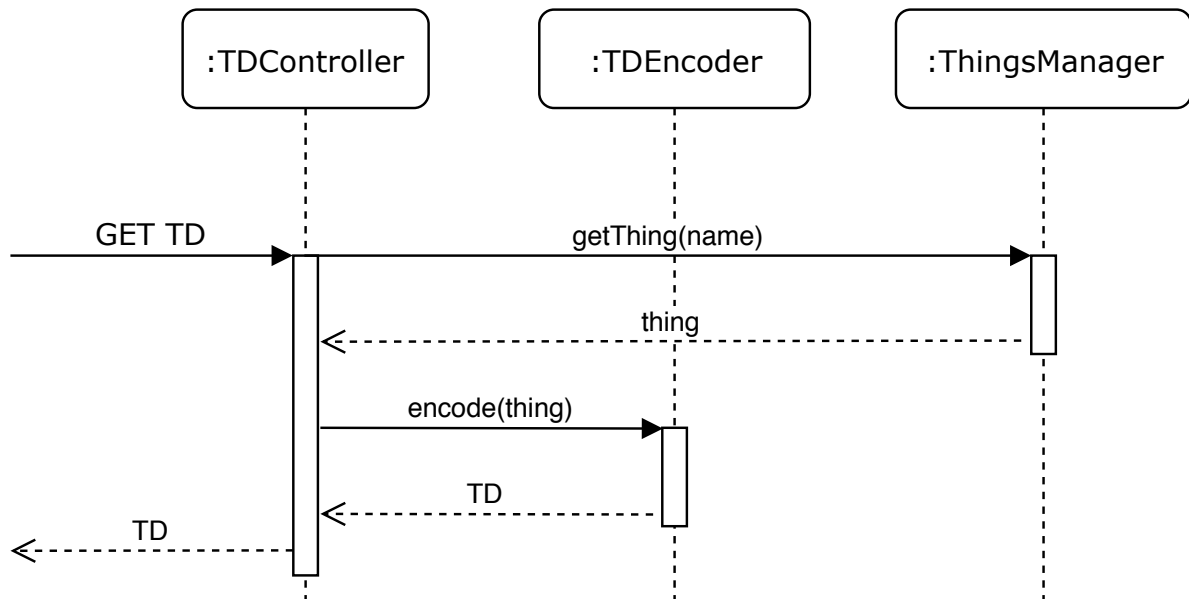 :TDController
:TDEncoder
:ThingsManager
GET TD
getThing(name)
thing
encode(thing)
TD
TD